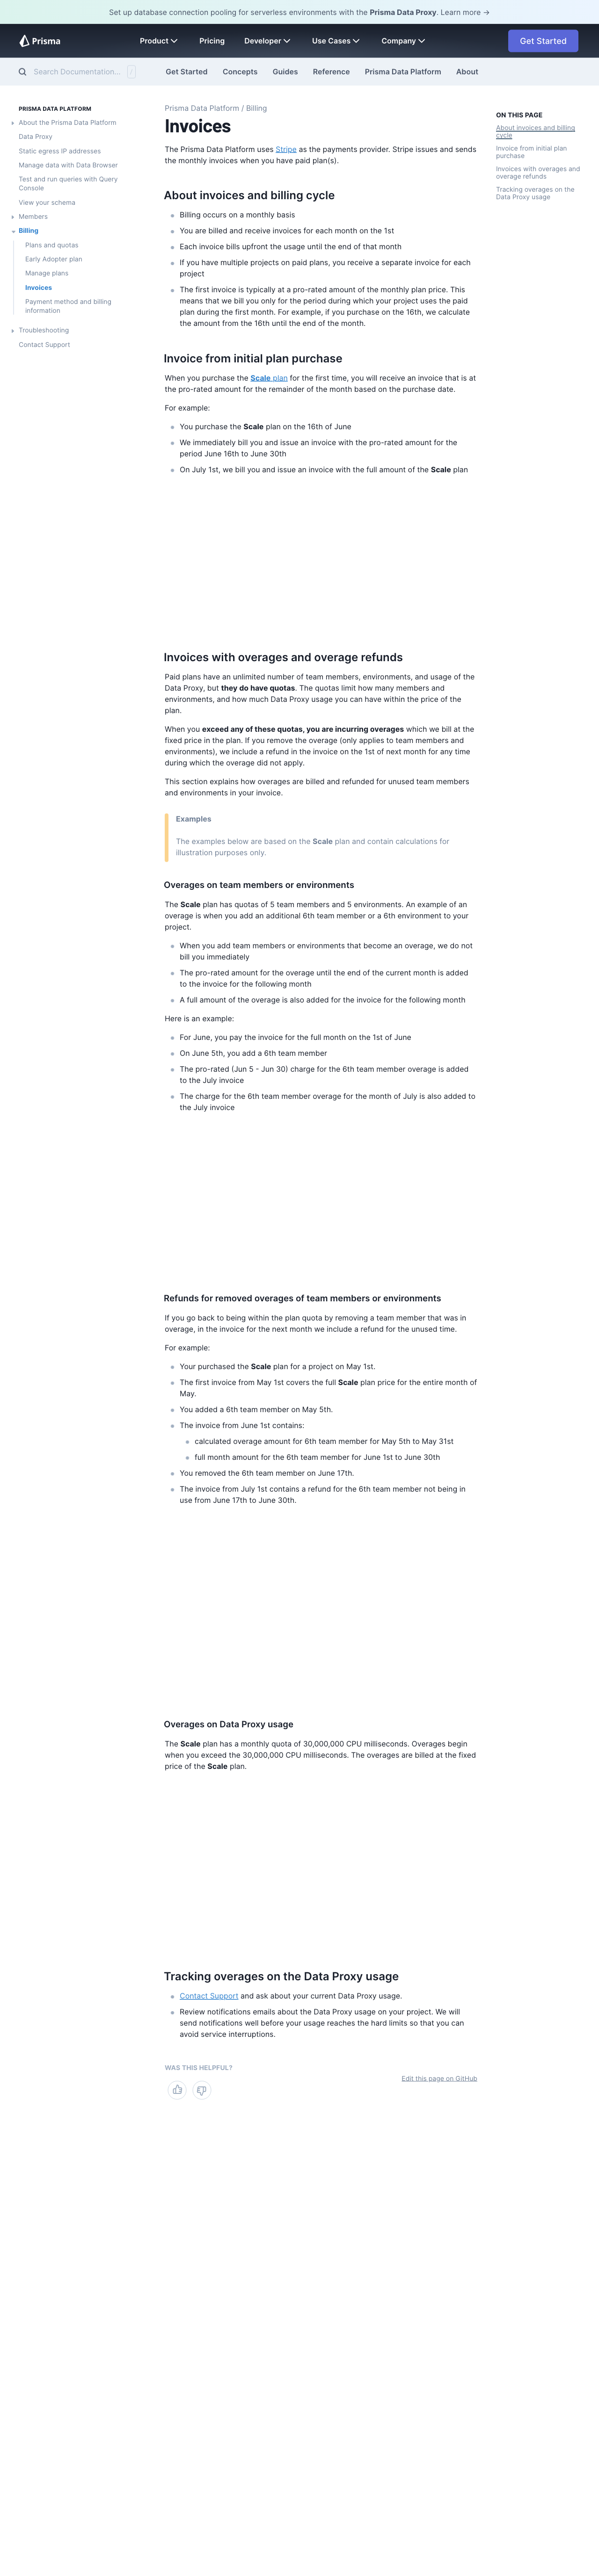 Set up database connection pooling for serverless environments with the Prisma Data Proxy. Learn more →
Prisma
Product
Pricing
Developer
Use Cases
Company
Get Started
Search Documentation...
/
Get Started
Concepts
Guides
Reference
Prisma Data Platform
About
PRISMA DATA PLATFORM
About the Prisma Data Platform
Data Proxy
Static egress IP addresses
Manage data with Data Browser
Test and run queries with Query
Console
View your schema
Members
Billing
Plans and quotas
Early Adopter plan
Manage plans
Invoices
Payment method and billing
information
Troubleshooting
Contact Support
Prisma Data Platform / Billing
Invoices
The Prisma Data Platform uses Stripe as the payments provider. Stripe issues and sends
the monthly invoices when you have paid plan(s).
About invoices and billing cycle
Billing occurs on a monthly basis
You are billed and receive invoices for each month on the 1st
Each invoice bills upfront the usage until the end of that month
If you have multiple projects on paid plans, you receive a separate invoice for each
project
The first invoice is typically at a pro-rated amount of the monthly plan price. This
means that we bill you only for the period during which your project uses the paid
plan during the first month. For example, if you purchase on the 16th, we calculate
the amount from the 16th until the end of the month.
Invoice from initial plan purchase
When you purchase the Scale plan for the first time, you will receive an invoice that is at
the pro-rated amount for the remainder of the month based on the purchase date.
For example:
You purchase the Scale plan on the 16th of June
We immediately bill you and issue an invoice with the pro-rated amount for the
period June 16th to June 30th
On July 1st, we bill you and issue an invoice with the full amount of the Scale plan
Invoices with overages and overage refunds
Paid plans have an unlimited number of team members, environments, and usage of the
Data Proxy, but they do have quotas. The quotas limit how many members and
environments, and how much Data Proxy usage you can have within the price of the
plan.
When you exceed any of these quotas, you are incurring overages which we bill at the
fixed price in the plan. If you remove the overage (only applies to team members and
environments), we include a refund in the invoice on the 1st of next month for any time
during which the overage did not apply.
This section explains how overages are billed and refunded for unused team members
and environments in your invoice.
Examples
The examples below are based on the Scale plan and contain calculations for
illustration purposes only.
Overages on team members or environments
The Scale plan has quotas of 5 team members and 5 environments. An example of an
overage is when you add an additional 6th team member or a 6th environment to your
project.
When you add team members or environments that become an overage, we do not
bill you immediately
The pro-rated amount for the overage until the end of the current month is added
to the invoice for the following month
A full amount of the overage is also added for the invoice for the following month
Here is an example:
For June, you pay the invoice for the full month on the 1st of June
On June 5th, you add a 6th team member
The pro-rated (Jun 5 - Jun 30) charge for the 6th team member overage is added
to the July invoice
The charge for the 6th team member overage for the month of July is also added to
the July invoice
Refunds for removed overages of team members or environments
If you go back to being within the plan quota by removing a team member that was in
overage, in the invoice for the next month we include a refund for the unused time.
For example:
Your purchased the Scale plan for a project on May 1st.
The first invoice from May 1st covers the full Scale plan price for the entire month of
May.
You added a 6th team member on May 5th.
The invoice from June 1st contains:
calculated overage amount for 6th team member for May 5th to May 31st
full month amount for the 6th team member for June 1st to June 30th
You removed the 6th team member on June 17th.
The invoice from July 1st contains a refund for the 6th team member not being in
use from June 17th to June 30th.
Overages on Data Proxy usage
The Scale plan has a monthly quota of 30,000,000 CPU milliseconds. Overages begin
when you exceed the 30,000,000 CPU milliseconds. The overages are billed at the fixed
price of the Scale plan.
Tracking overages on the Data Proxy usage
Contact Support and ask about your current Data Proxy usage.
Review notifications emails about the Data Proxy usage on your project. We will
send notifications well before your usage reaches the hard limits so that you can
avoid service interruptions.
WAS THIS HELPFUL?
Edit this page on GitHub
ON THIS PAGE
About invoices and billing
cycle
Invoice from initial plan
purchase
Invoices with overages and
overage refunds
Tracking overages on the
Data Proxy usage